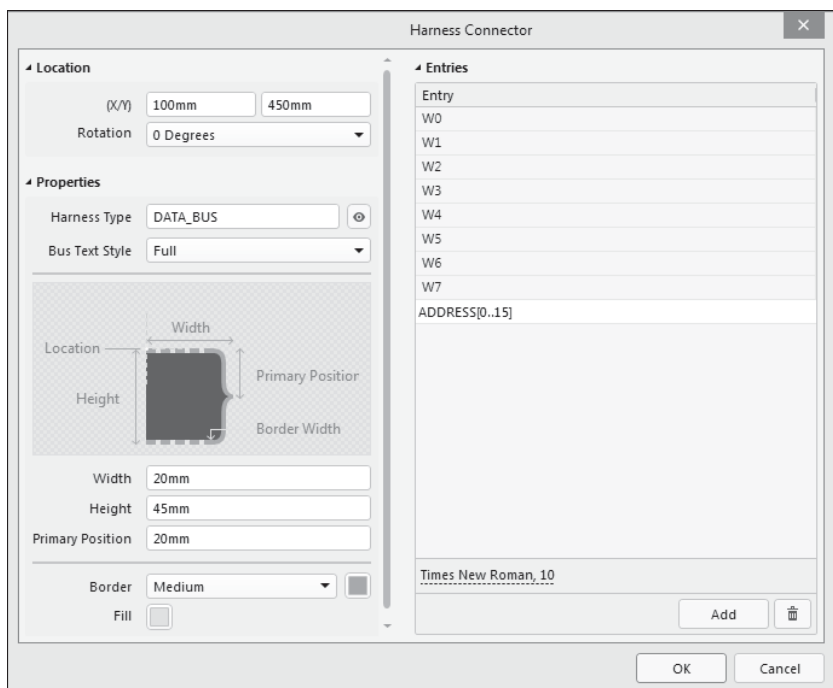 Harness Connector
Location
(X/Y) 100mm 450mm
Rotation 0 Degrees
Properties
Harness Type DATA_BUS
Bus Text Style Full
Width
Location
Primary Position
Height
Border Width
Width 20mm
Height 45mm
Primary Position 20mm
Border Medium
Fill
Entries
Entry
W0
W1
W2
W3
W4
W5
W6
W7
ADDRESS[0..15]
Times New Roman, 10
Add
OK Cancel